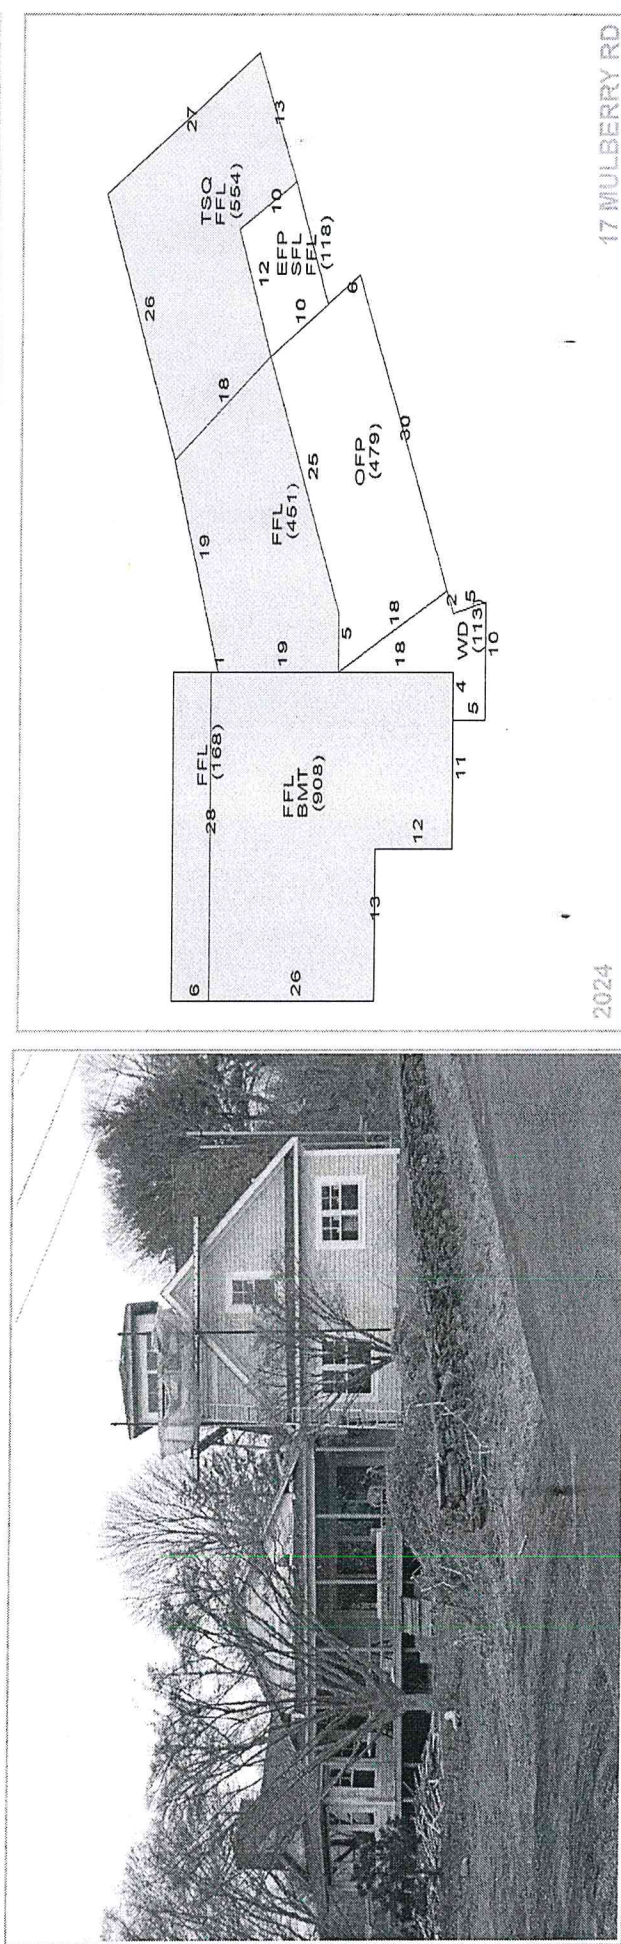 27
13
TSQ
FFL
(554)
10
26
12
EFP
SFL
FFL
(118)
18
10
6
19
25
OFP
(479)
30
FFL
(451)
1
19
5
18
18
2
5
WD
(113)
10
4
5
FFL
(168)
28
FFL
BMT
(908)
11
12
13
6
26
2024
17 MULBERRY RD